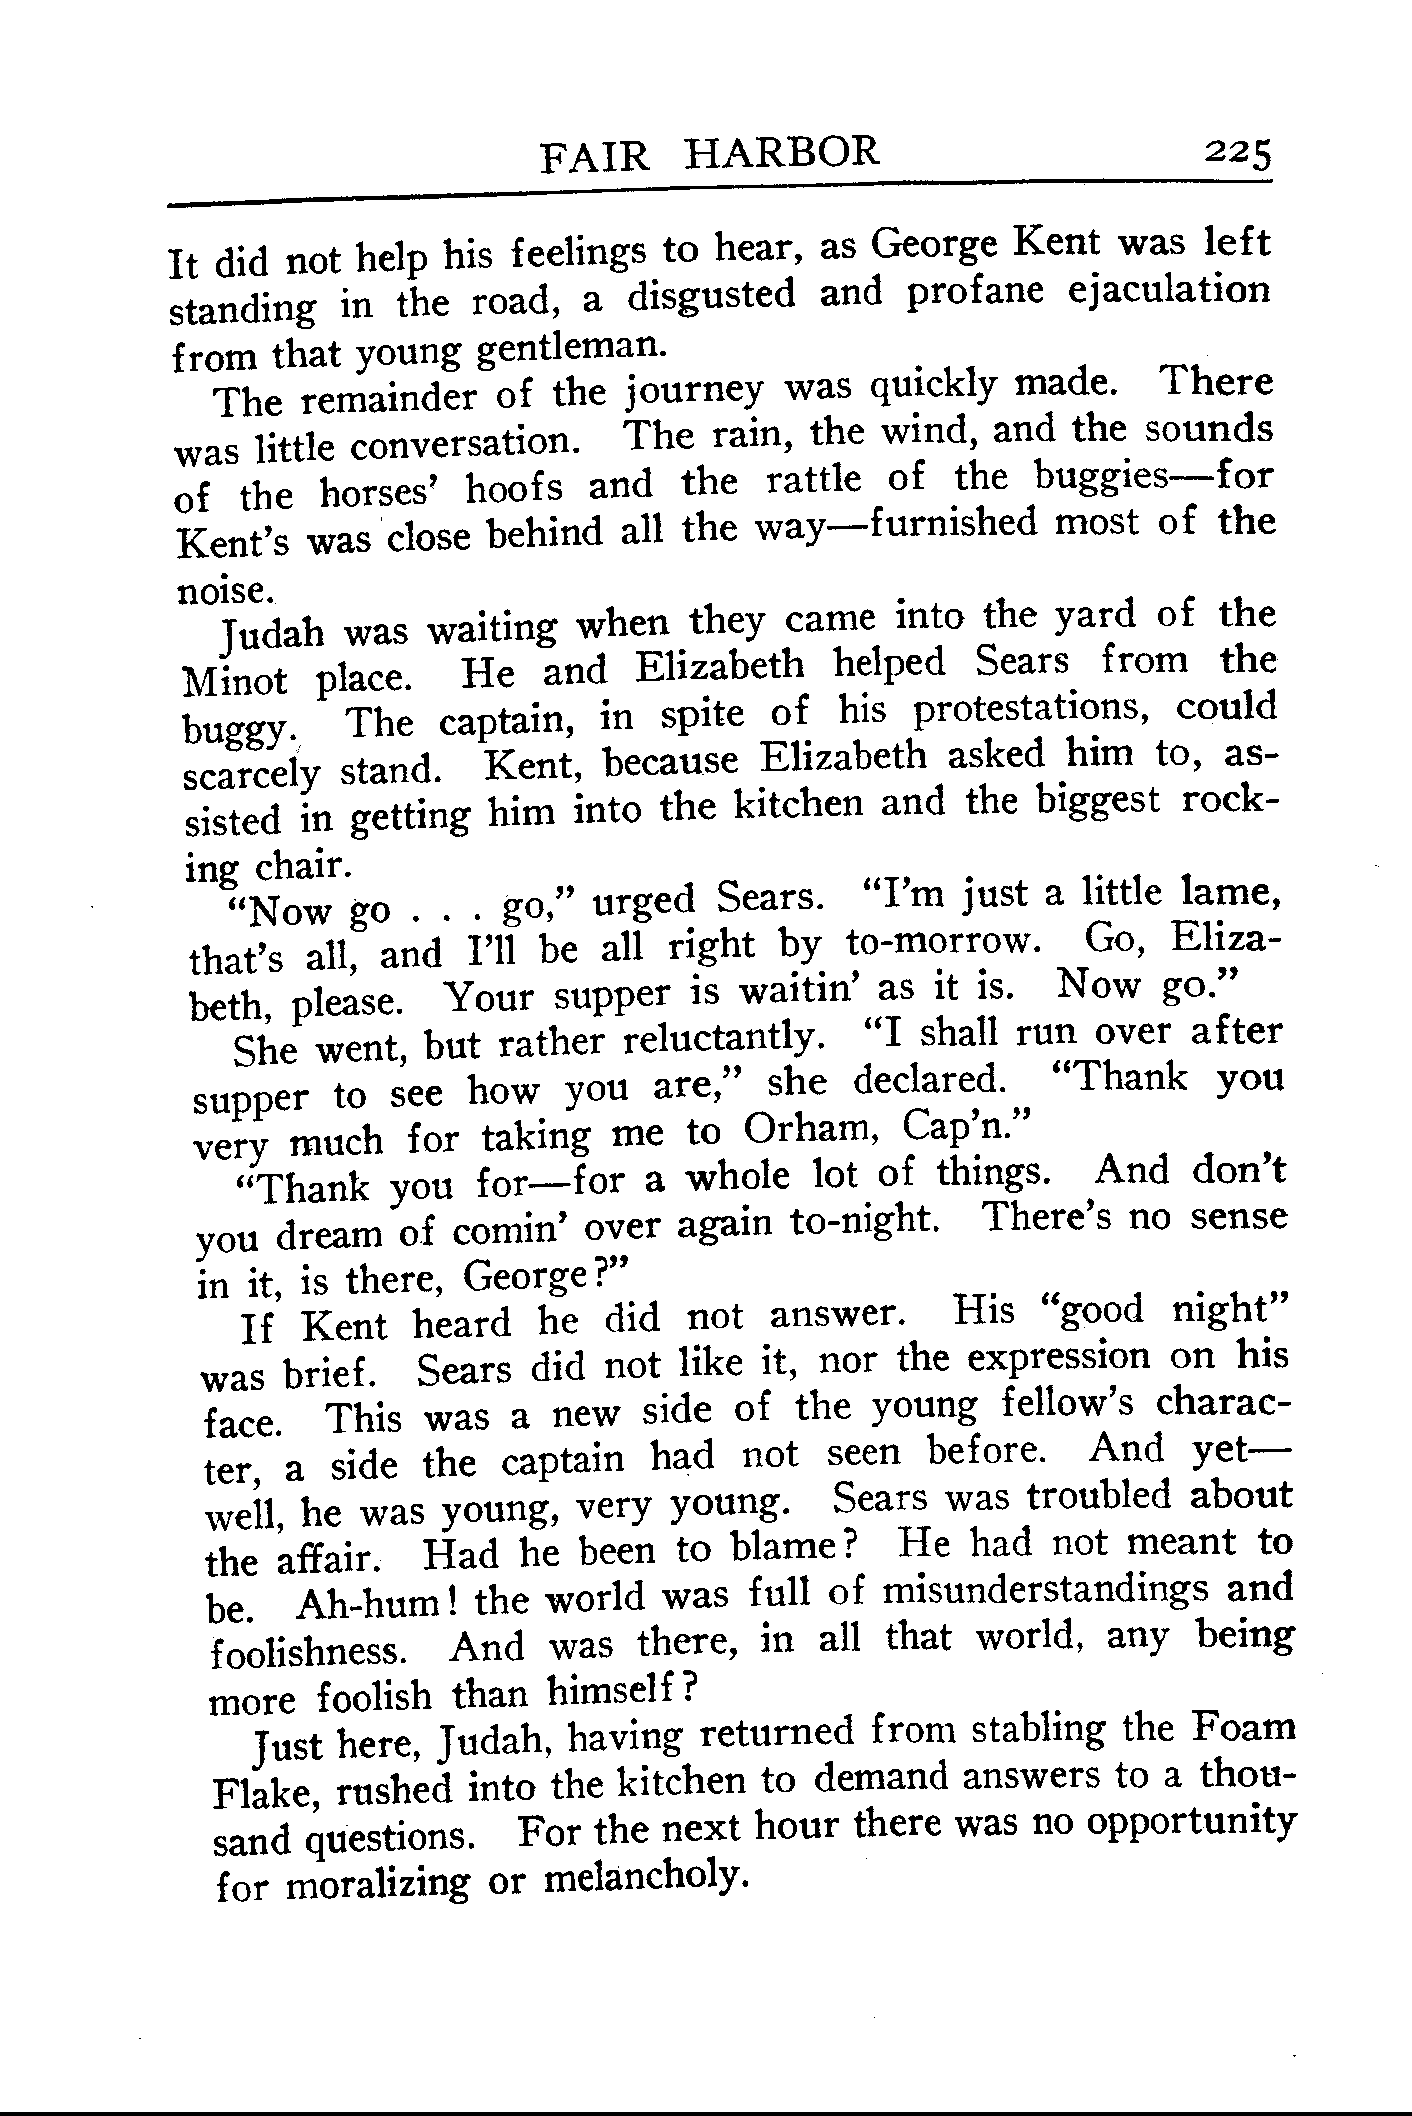 FAIR HARBOR 225
It did not help his feelings to hear, as George Kent was left
standing in the road, a disgusted and profane ejaculation
from that young gentleman.
The remainder of the journey was quickly made. There
was little conversation. The rain, the wind, and the sounds
of the horses' hoofs and the rattle of the buggies—for
Kent's was close behind all the way—furnished most of the
noise.
Judah was waiting when they came into the yard of the
Minot place. He and Elizabeth helped Sears from the
buggy. The captain, in spite of his protestations, could
scarcely stand. Kent, because Elizabeth asked him to, as-
sisted in getting him into the kitchen and the biggest rock-
ing chair.
“Now go . . . go,” urged Sears. “I'm just a little lame,
that's all, and I'll be all right by to-morrow. Go, Eliza-
beth, please. Your supper is waitin' as it is. Now go.”
She went, but rather reluctantly. “I shall run over after
supper to see how you are,” she declared. “Thank you
very much for taking me to Orham, Cap'n.”
“Thank you for—for a whole lot of things. And don't
you dream of comin' over again to-night. There's no sense
in it, is there, George?”
If Kent heard he did not answer. His “good night”
was brief. Sears did not like it, nor the expression on his
face. This was a new side of the young fellow's charac-
ter, a side the captain had not seen before. And yet—
well, he was young, very young. Sears was troubled about
the affair. Had he been to blame? He had not meant to
be. Ah-hum! the world was full of misunderstandings and
foolishness. And was there, in all that world, any being
more foolish than himself?
Just here, Judah, having returned from stabling the Foam
Flake, rushed into the kitchen to demand answers to a thou-
sand questions. For the next hour there was no opportunity
for moralizing or melancholy.